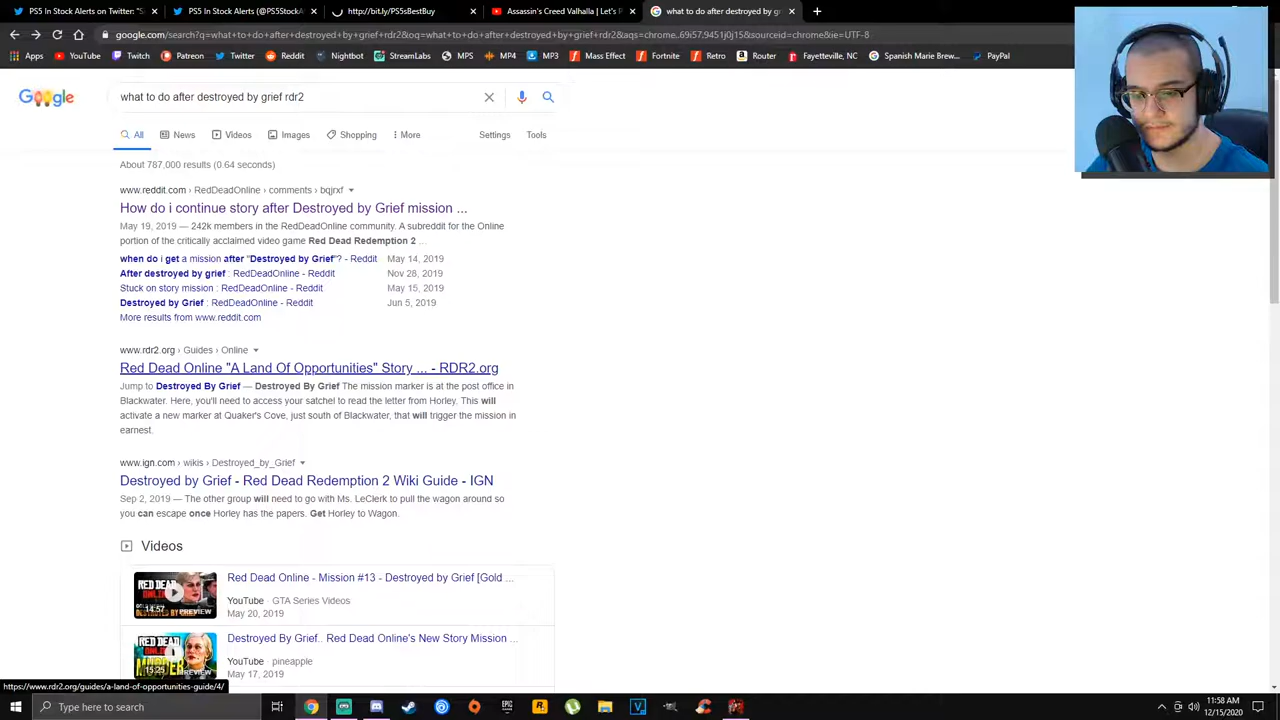 PS5 In Stock Alerts on Twitter: "S
PS5 In Stock Alerts (@PS5StockA
http://bit.ly/PS5sBestBuy
Assassin's Creed Valhalla | Let's P
what to do after destroyed by gr
google.com/search?q=what+to+do+after+destroyed+by+grief+rdr2&oq=what+to+do+after+destroyed+by+grief+rdr2&aqs=chrome..69i57.9451j0j15&sourceid=chrome&ie=UTF-8
Apps YouTube Twitch Patreon Twitter Reddit Nightbot StreamLabs MPS MP4 MP3 Mass Effect Fortnite Retro Router Fayetteville, NC Spanish Marine Brew... PayPal
Google
what to do after destroyed by grief rdr2
All News Videos Images Shopping More Settings Tools
About 787,000 results (0.64 seconds)
www.reddit.com › RedDeadOnline › comments › bqjrxf
How do i continue story after Destroyed by Grief mission ...
May 19, 2019 — 242k members in the RedDeadOnline community. A subreddit for the Online
portion of the critically acclaimed video game Red Dead Redemption 2 ...
when do i get a mission after "Destroyed by Grief"? - Reddit May 14, 2019
After destroyed by grief : RedDeadOnline - Reddit Nov 28, 2019
Stuck on story mission : RedDeadOnline - Reddit May 15, 2019
Destroyed by Grief : RedDeadOnline - Reddit Jun 5, 2019
More results from www.reddit.com
www.rdr2.org › Guides › Online
Red Dead Online "A Land Of Opportunities" Story ... - RDR2.org
Jump to Destroyed By Grief — Destroyed By Grief The mission marker is at the post office in
Blackwater. Here, you'll need to access your satchel to read the letter from Horley. This will
activate a new marker at Quaker's Cove, just south of Blackwater, that will trigger the mission in
earnest.
www.ign.com › wikis › Destroyed_by_Grief
Destroyed by Grief - Red Dead Redemption 2 Wiki Guide - IGN
Sep 2, 2019 — The other group will need to go with Ms. LeClerk to pull the wagon around so
you can escape once Horley has the papers. Get Horley to Wagon.
Videos
RED DEAD
ONLINE
14:57 PREVIEW
Red Dead Online - Mission #13 - Destroyed by Grief [Gold ...
YouTube · GTA Series Videos
May 20, 2019
RED DEAD
ONLINE
15:25 PREVIEW
Destroyed By Grief.. Red Dead Online's New Story Mission ...
YouTube · pineapple
May 17, 2019
https://www.rdr2.org/guides/a-land-of-opportunities-guide/4/
Type here to search
EPIC
11:58 AM
12/15/2020